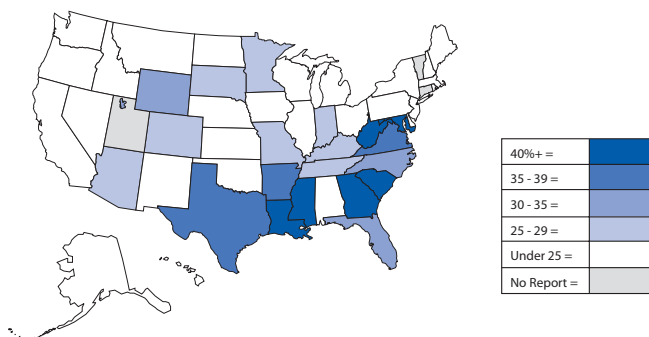 40%+ =
35 - 39 =
30 - 35 =
25 - 29 =
Under 25 =
No Report =